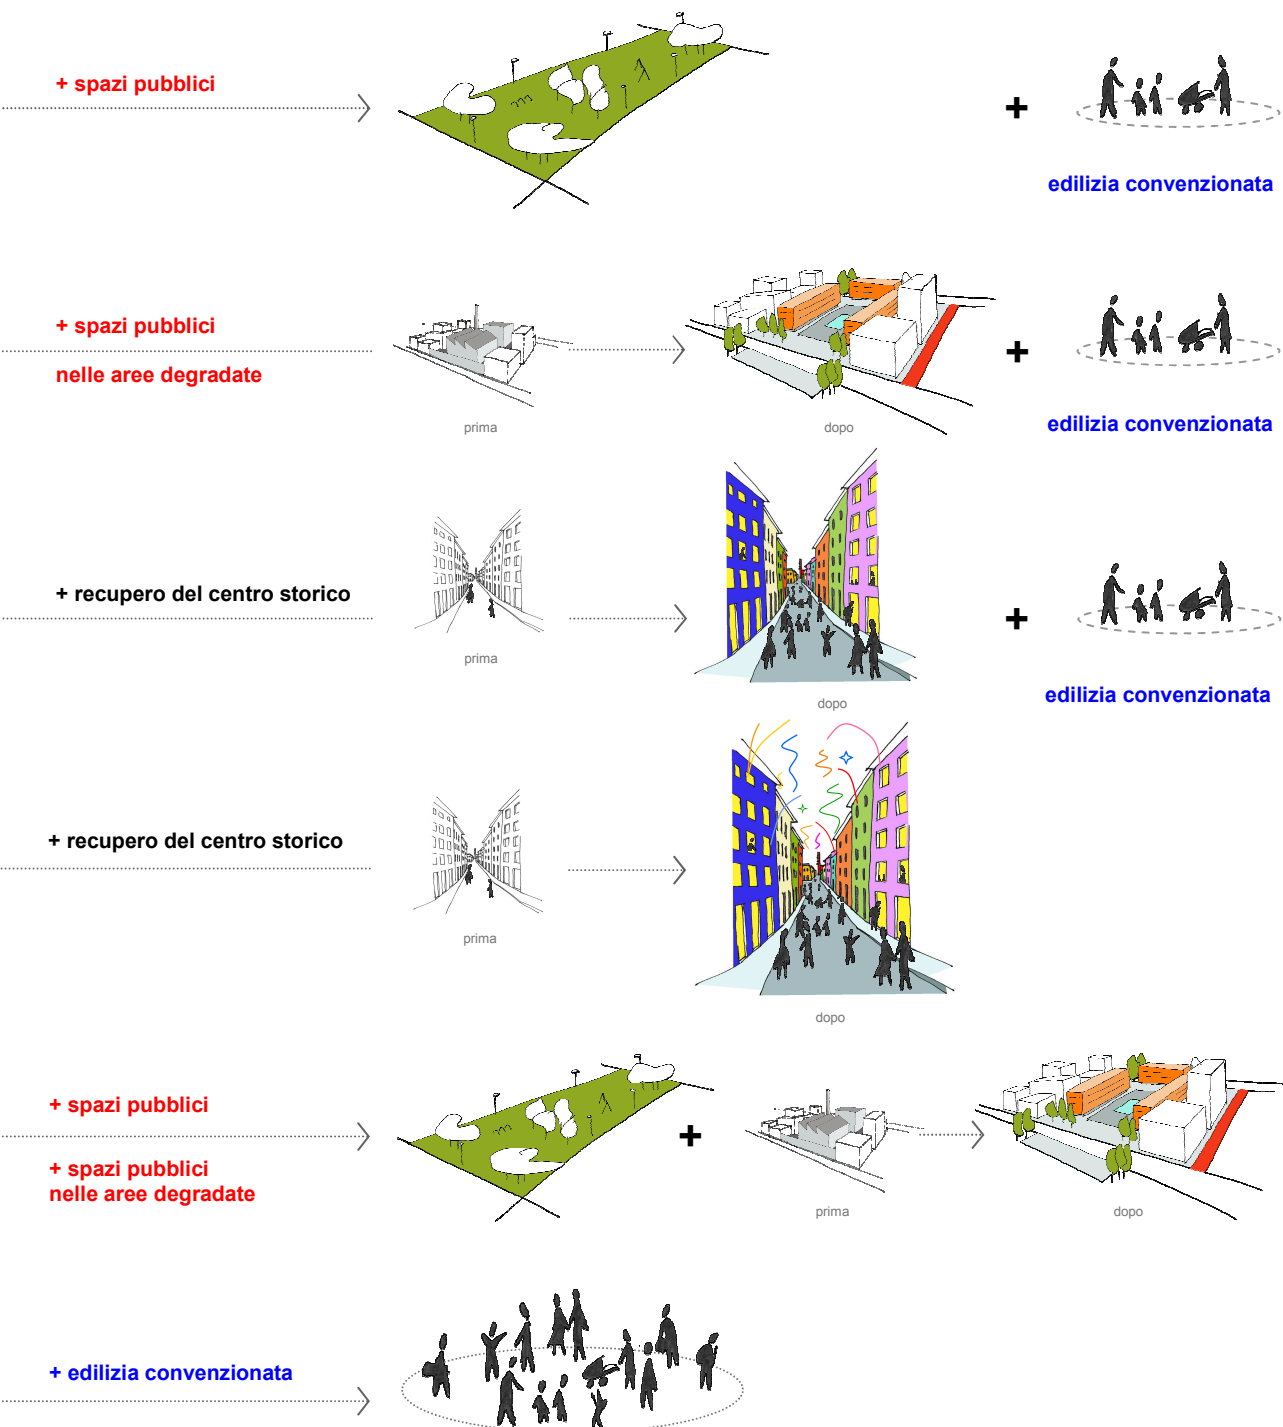 + spazi pubblici
+
edilizia convenzionata
+ spazi pubblici
nelle aree degradate
prima
dopo
+
edilizia convenzionata
+ recupero del centro storico
prima
dopo
+
edilizia convenzionata
+ recupero del centro storico
prima
dopo
+ spazi pubblici
+ spazi pubblici
nelle aree degradate
+
prima
dopo
+ edilizia convenzionata